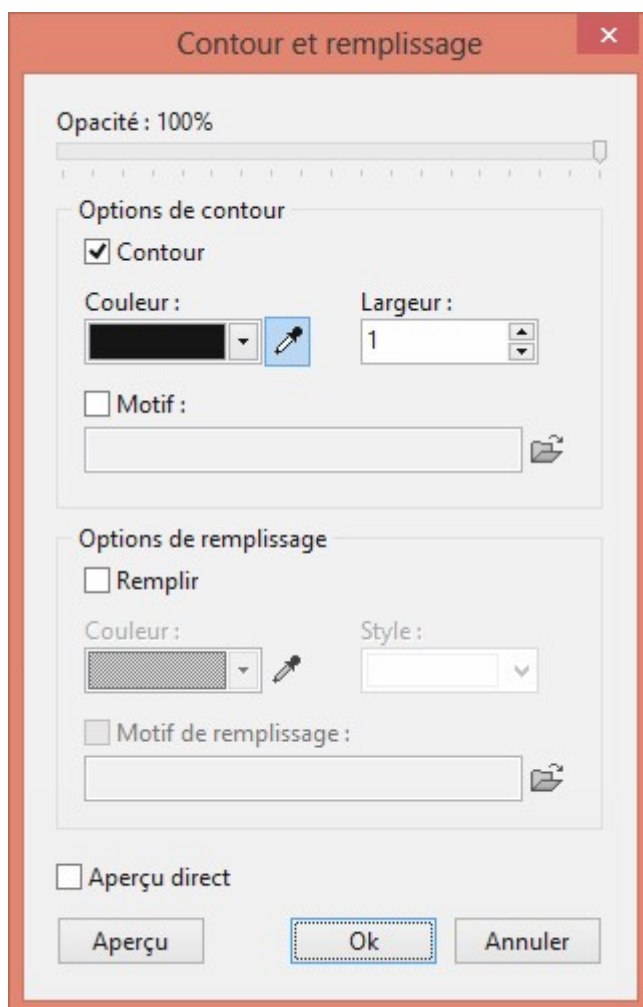 Contour et remplissage
Opacité : 100%
Options de contour
Contour
Couleur : Largeur :
1
Motif :
Options de remplissage
Remplir
Couleur : Style :
Motif de remplissage :
Aperçu direct
Aperçu Ok Annuler